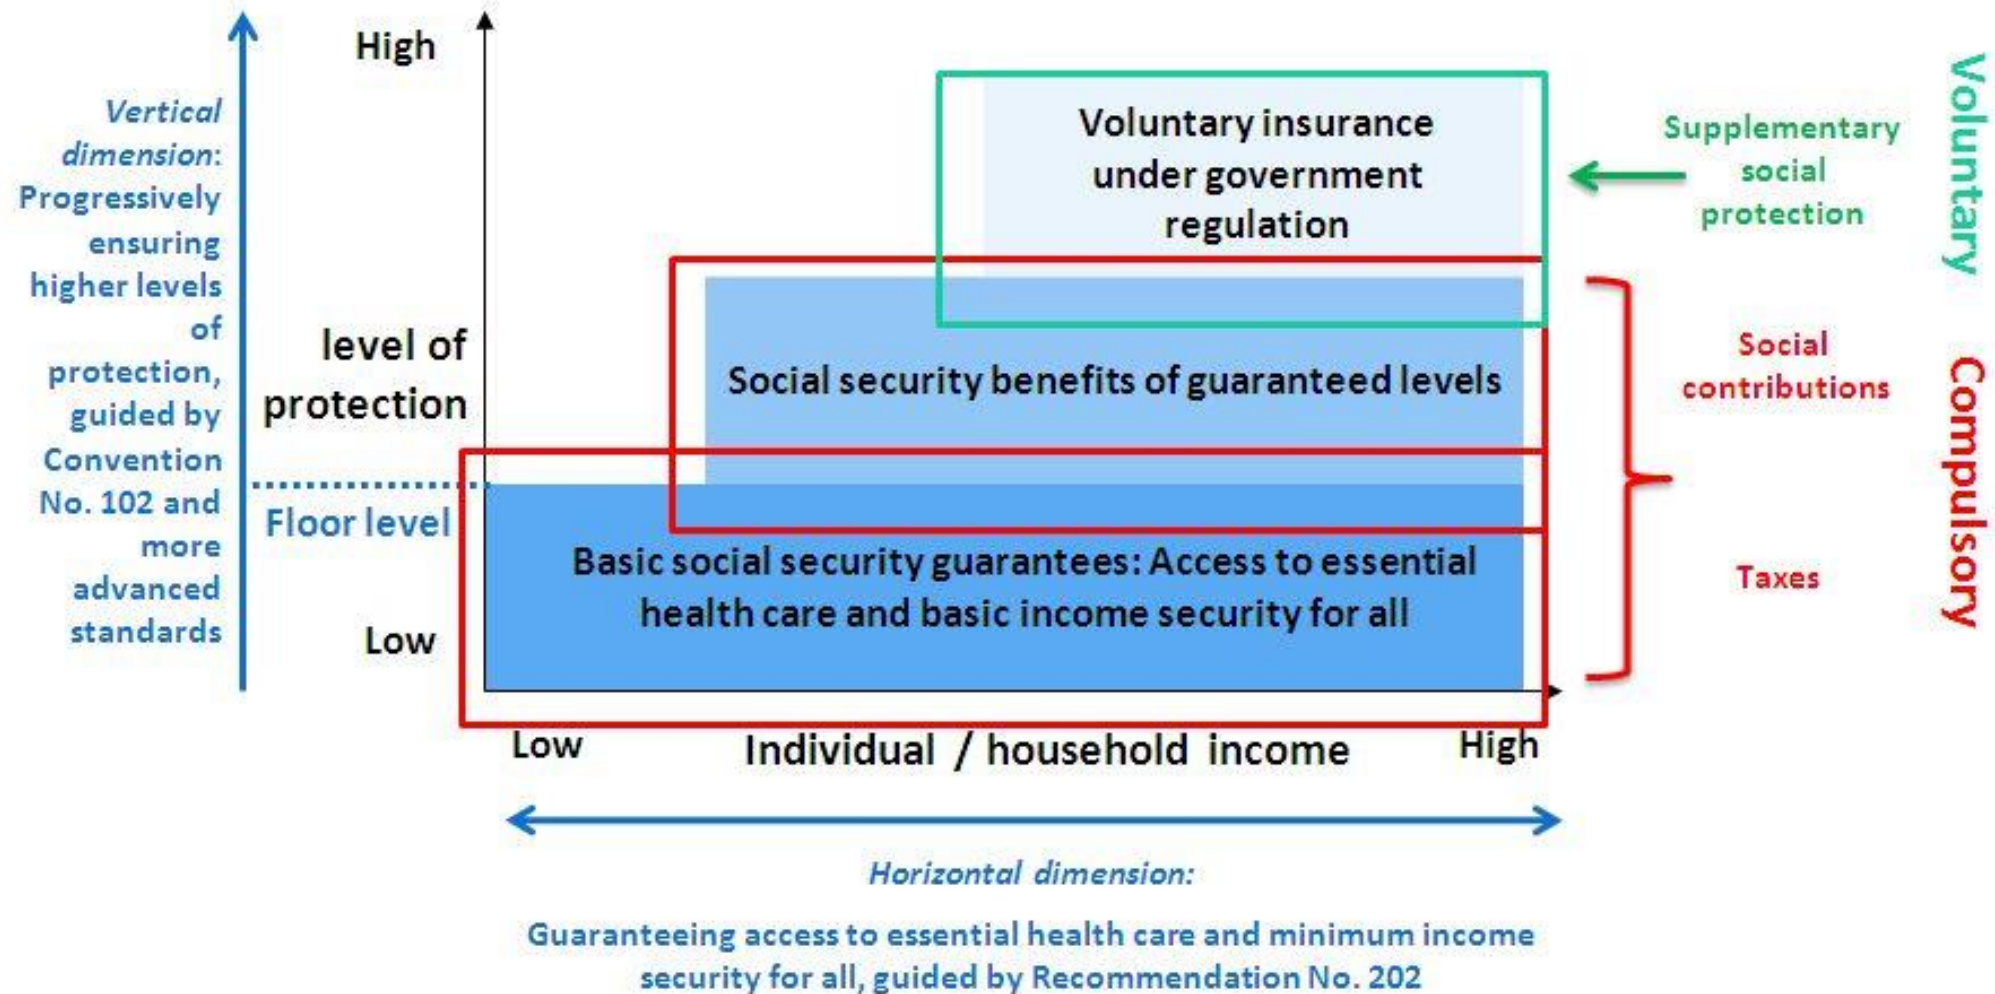 High
Vertical
dimension:
Progressively
ensuring
higher levels
of
protection,
guided by
Convention
No. 102 and
more
advanced
standards
level of
protection
Floor level
Low
Voluntary insurance
under government
regulation
Social security benefits of guaranteed levels
Basic social security guarantees: Access to essential
health care and basic income security for all
Supplementary
social
protection
Social
contributions
Taxes
Voluntary
Compulsory
Low
Individual / household income
High
Horizontal dimension:
Guaranteeing access to essential health care and minimum income
security for all, guided by Recommendation No. 202